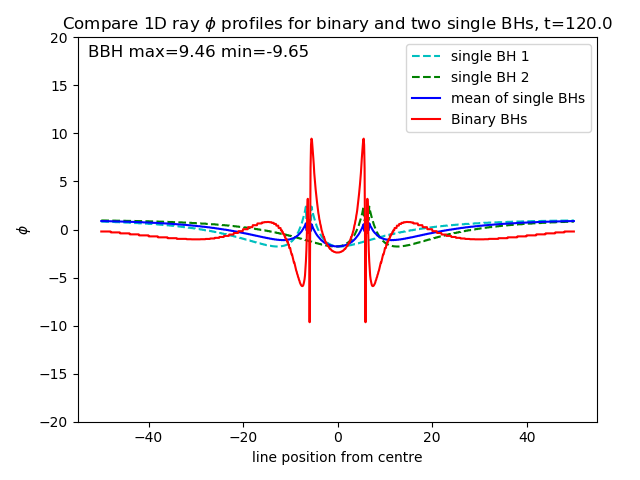 Compare 1D ray ϕ profiles for binary and two single BHs, t=120.0
BBH max=9.46 min=-9.65
single BH 1
single BH 2
mean of single BHs
Binary BHs
20
15
10
5
0
−5
−10
−15
−20
ϕ
−40
−20
0
20
40
line position from centre